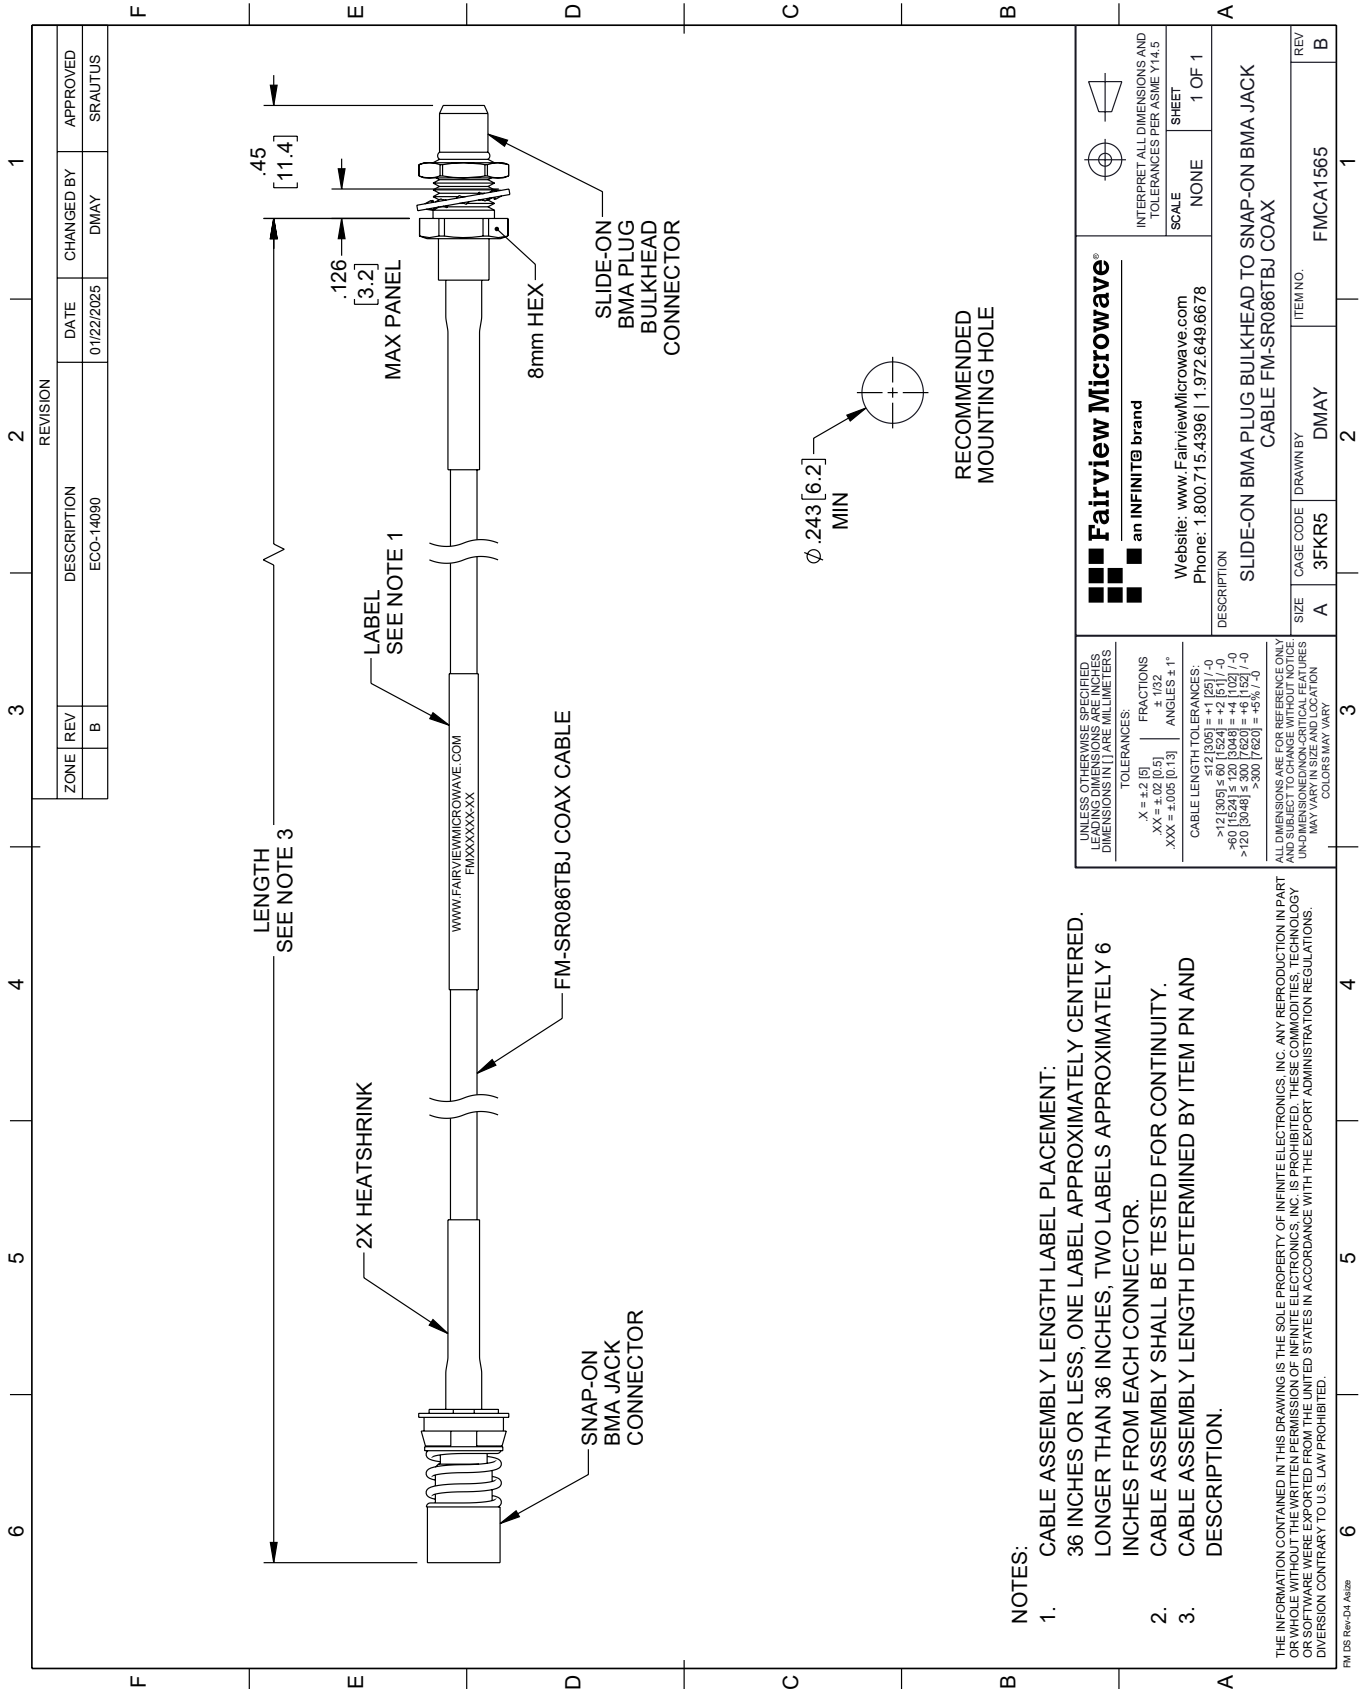 6
5
4
3
2
1
F
E
D
C
B
A
F
E
D
C
B
A
6
5
4
3
2
1
REVISION
ZONE REV DESCRIPTION DATE CHANGED BY APPROVED
B ECO-14090 01/22/2025 DMAY SRAUTUS
LENGTH
SEE NOTE 3
.45
[11.4]
.126
[3.2]
MAX PANEL
2X HEATSHRINK
LABEL
SEE NOTE 1
WWW.FAIRVIEWMICROWAVE.COM
FMXXXXXX-XX
8mm HEX
SNAP-ON
BMA JACK
CONNECTOR
FM-SR086TBJ COAX CABLE
SLIDE-ON
BMA PLUG
BULKHEAD
CONNECTOR
Ø .243 [6.2]
MIN
RECOMMENDED
MOUNTING HOLE
NOTES:
1. CABLE ASSEMBLY LENGTH LABEL PLACEMENT:
36 INCHES OR LESS, ONE LABEL APPROXIMATELY CENTERED.
LONGER THAN 36 INCHES, TWO LABELS APPROXIMATELY 6
INCHES FROM EACH CONNECTOR.
2. CABLE ASSEMBLY SHALL BE TESTED FOR CONTINUITY.
3. CABLE ASSEMBLY LENGTH DETERMINED BY ITEM PN AND
DESCRIPTION.
THE INFORMATION CONTAINED IN THIS DRAWING IS THE SOLE PROPERTY OF INFINITE ELECTRONICS, INC. ANY REPRODUCTION IN PART
OR WHOLE WITHOUT THE WRITTEN PERMISSION OF INFINITE ELECTRONICS, INC. IS PROHIBITED. THESE COMMODITIES, TECHNOLOGY
OR SOFTWARE WERE EXPORTED FROM THE UNITED STATES IN ACCORDANCE WITH THE EXPORT ADMINISTRATION REGULATIONS.
DIVERSION CONTRARY TO U.S. LAW PROHIBITED.
FM DS Rev-D4 Asize
UNLESS OTHERWISE SPECIFIED
LEADING DIMENSIONS ARE INCHES
DIMENSIONS IN [ ] ARE MILLIMETERS
TOLERANCES:
.X = ±.2 [5]
.XX = ±.02 [0.5]
.XXX = ±.005 [0.13]
FRACTIONS
± 1/32
ANGLES ± 1°
CABLE LENGTH TOLERANCES:
≤12 [305] = +1 [25] / -0
>12 [305] ≤ 60 [1524] = +2 [51] / -0
>60 [1524] ≤ 120 [3048] = +4 [102] / -0
>120 [3048] ≤ 300 [7620] = +6 [152] / -0
>300 [7620] = +5% / -0
ALL DIMENSIONS ARE FOR REFERENCE ONLY
AND SUBJECT TO CHANGE WITHOUT NOTICE.
UN-DIMENSIONED/NON-CRITICAL FEATURES
MAY VARY IN SIZE AND LOCATION
COLORS MAY VARY
Fairview Microwave®
an INFINITE brand
Website: www.FairviewMicrowave.com
Phone: 1.800.715.4396 | 1.972.649.6678
INTERPRET ALL DIMENSIONS AND
TOLERANCES PER ASME Y14.5
SCALE
NONE
SHEET
1 OF 1
DESCRIPTION
SLIDE-ON BMA PLUG BULKHEAD TO SNAP-ON BMA JACK
CABLE FM-SR086TBJ COAX
SIZE
A
CAGE CODE
3FKR5
DRAWN BY
DMAY
ITEM NO.
FMCA1565
REV
B